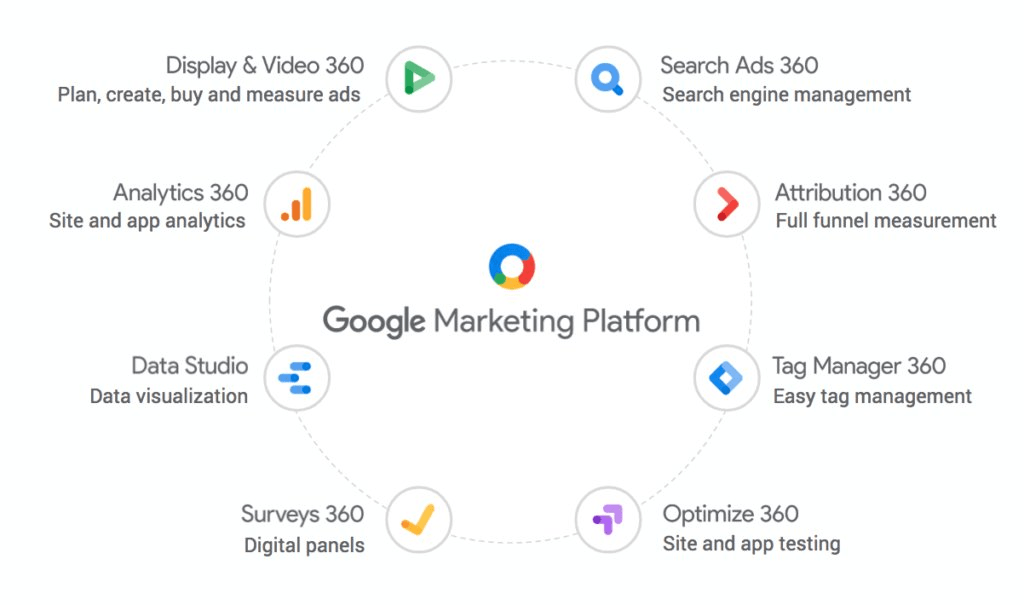 Display & Video 360
Plan, create, buy and measure ads
Search Ads 360
Search engine management
Analytics 360
Site and app analytics
Attribution 360
Full funnel measurement
Google Marketing Platform
Data Studio
Data visualization
Tag Manager 360
Easy tag management
Surveys 360
Digital panels
Optimize 360
Site and app testing